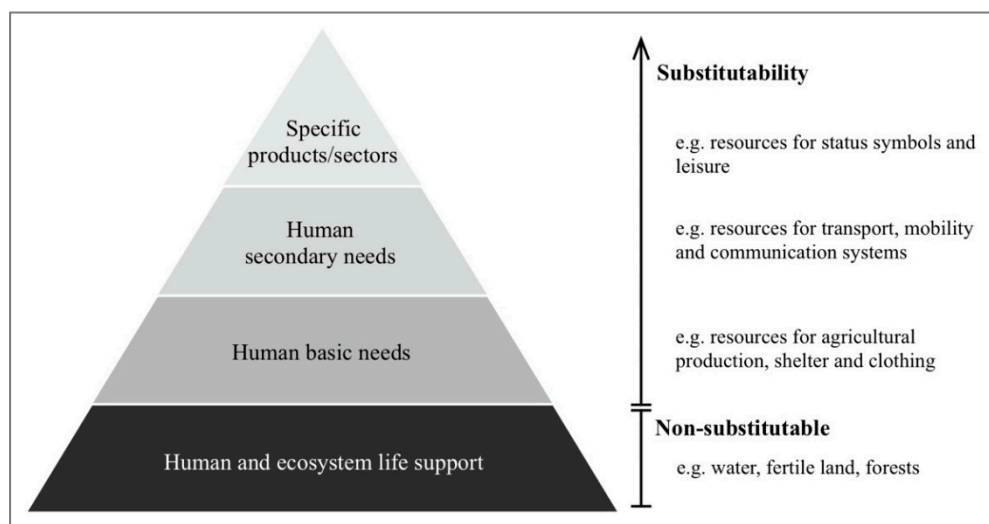 Specific
products/sectors
Human
secondary needs
Human basic needs
Human and ecosystem life support
Substitutability
e.g. resources for status symbols and
leisure
e.g. resources for transport, mobility
and communication systems
e.g. resources for agricultural
production, shelter and clothing
Non-substitutable
e.g. water, fertile land, forests